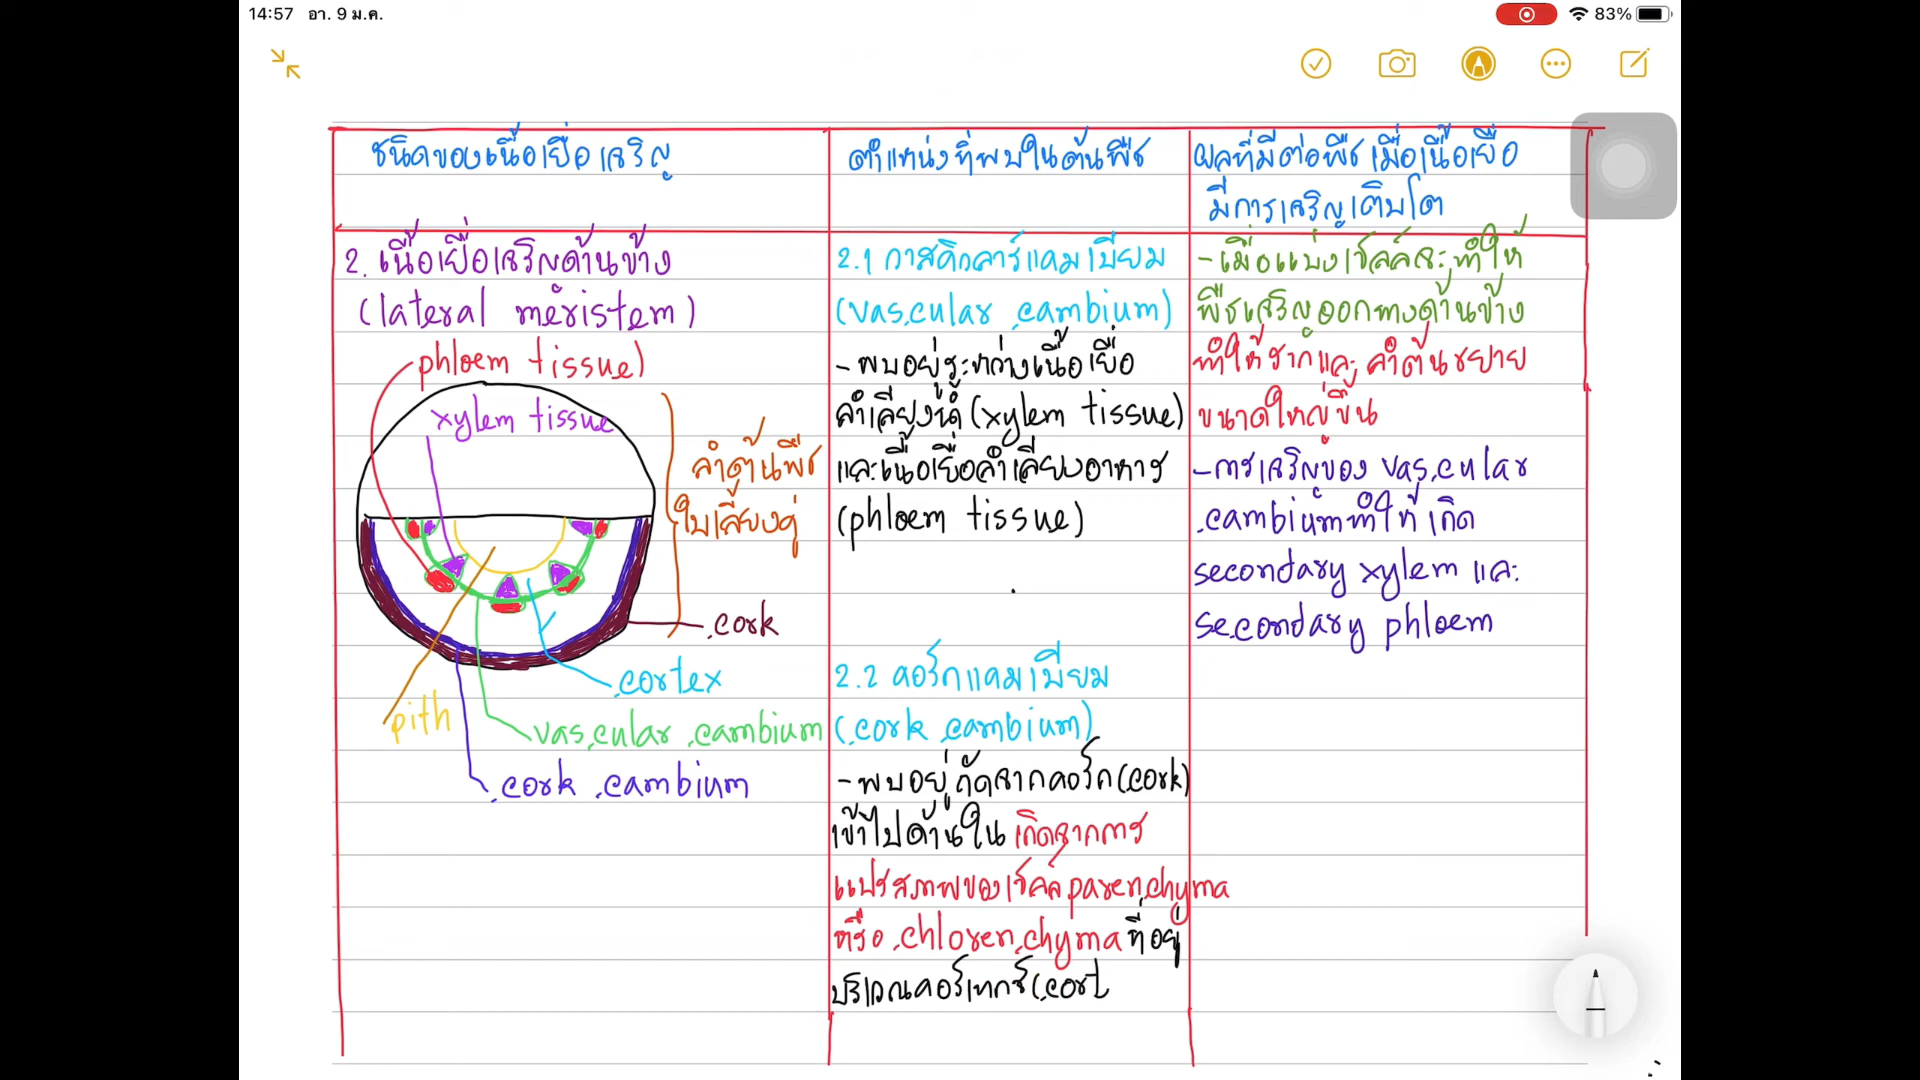 14:57 อา. 9 ม.ค.
83%
ชนิดของเนื้อเยื่อเจริญ
ตำแหน่งที่พบในต้นพืช
ผลที่มีต่อพืชเมื่อเนื้อเยื่อ
มีการเจริญเติบโต
2. เนื้อเยื่อเจริญด้านข้าง
(lateral meristem)
phloem tissue)
xylem tissue
ลำต้นพืช
ใบเลี้ยงคู่
cork
cortex
pith
vascular cambium
cork cambium
2.1 วาสคิวลาร์แคมเบียม
(vascular cambium)
-พบอยู่ระหว่างเนื้อเยื่อ
ลำเลียงน้ำ(xylem tissue)
และเนื้อเยื่อลำเลียงอาหาร
(phloem tissue)
2.2 คอร์กแคมเบียม
(cork cambium)
-พบอยู่ถัดจากคอร์ก(cork)
เข้าไปด้านใน เกิดจากการ
แปรสภาพของเซลล์ parenchyma
หรือ chlorenchyma ที่อยู่
บริเวณคอร์เทกซ์(cort
-เมื่อแบ่งเซลล์จะทำให้
พืชเจริญออกทางด้านข้าง
ทำให้รากและลำต้นขยาย
ขนาดใหญ่ขึ้น
-การเจริญของ vascular
cambiumทำให้เกิด
secondary xylem และ
secondary phloem